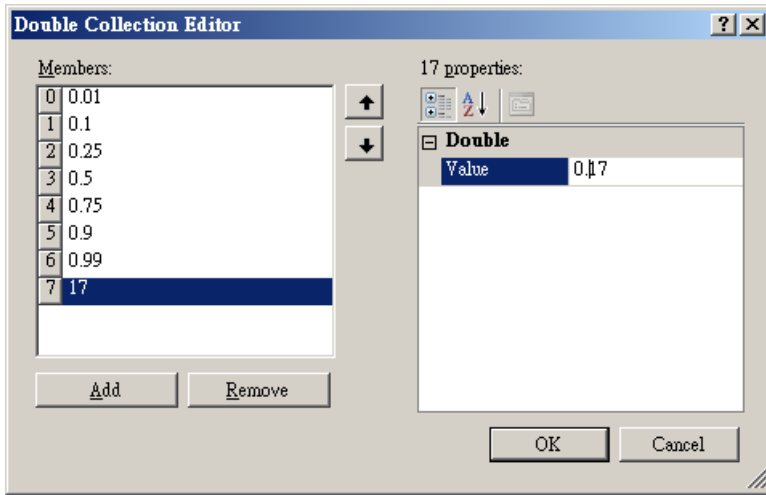 Double Collection Editor
Members:
0 0.01
1 0.1
2 0.25
3 0.5
4 0.75
5 0.9
6 0.99
7 17
Add Remove
17 properties:
Double
Value 0.17
OK Cancel